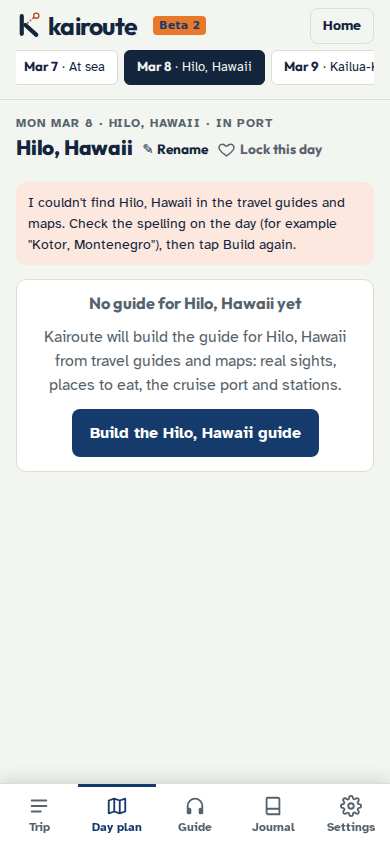 kairoute
Beta 2
Home
Mar 7 · At sea
Mar 8 · Hilo, Hawaii
Mar 9 · Kailua-K
MON MAR 8 · HILO, HAWAII · IN PORT
Hilo, Hawaii
✎ Rename
Lock this day
I couldn't find Hilo, Hawaii in the travel guides and
maps. Check the spelling on the day (for example
"Kotor, Montenegro"), then tap Build again.
No guide for Hilo, Hawaii yet
Kairoute will build the guide for Hilo, Hawaii
from travel guides and maps: real sights,
places to eat, the cruise port and stations.
Build the Hilo, Hawaii guide
Trip
Day plan
Guide
Journal
Settings